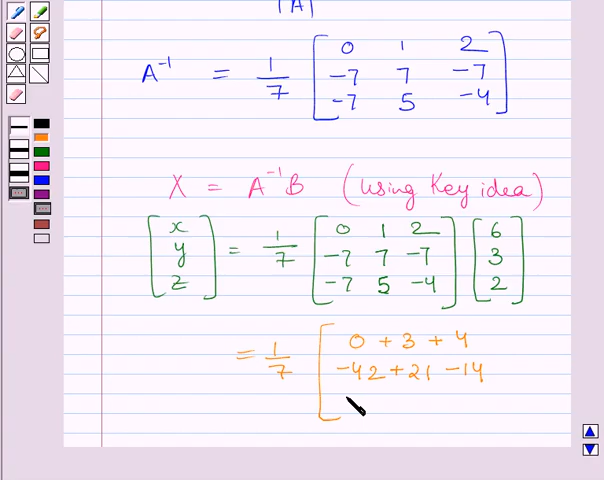 |A|
A⁻¹ = 1/7 [0 1 2
-7 7 -7
-7 5 -4]
X = A⁻¹B (using Key idea)
[x y z] = 1/7 [0 1 2
-7 7 -7
-7 5 -4] [6 3 2]
= 1/7 [0 + 3 + 4
-42 + 21 - 14